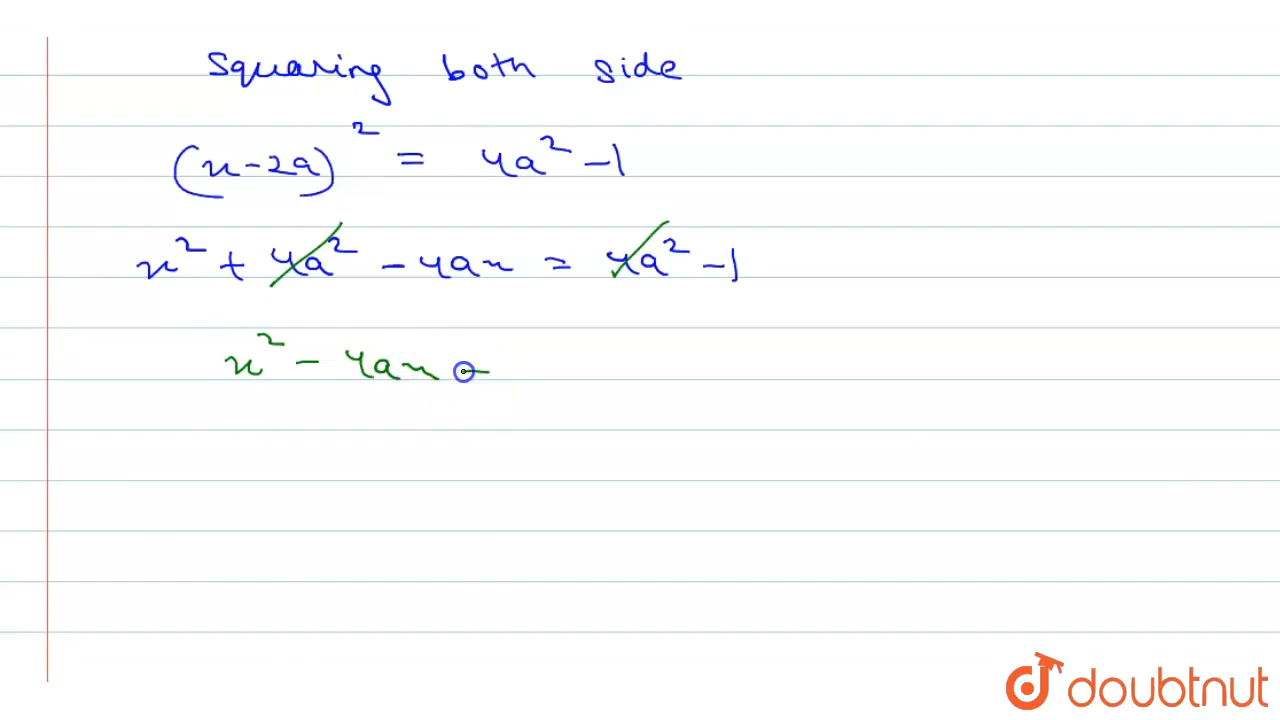 Squaring both side
(x-2a)² = 4a² -1
x² + 4a² - 4ax = 4a² -1
x² - 4ax
doubtnut